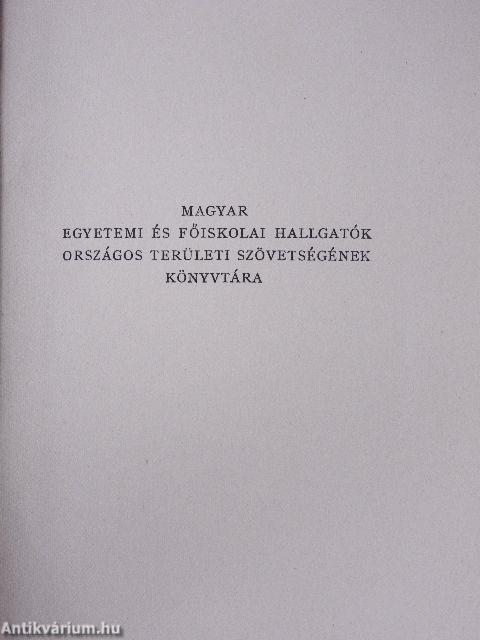 MAGYAR
EGYETEMI ÉS FŐISKOLAI HALLGATÓK
ORSZÁGOS TERÜLETI SZÖVETSÉGÉNEK
KÖNYVTÁRA
Antikvárium.hu